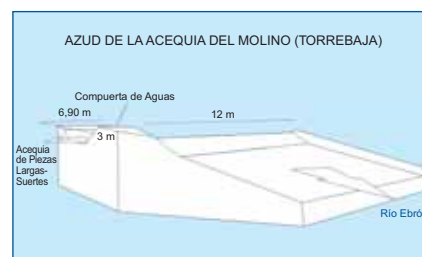 AZUD DE LA ACEQUIA DEL MOLINO (TORREBAJA)
Compuerta de Aguas
6,90 m
12 m
3 m
Acequia
de Piezas
Largas-
Suertes
Río Ebró